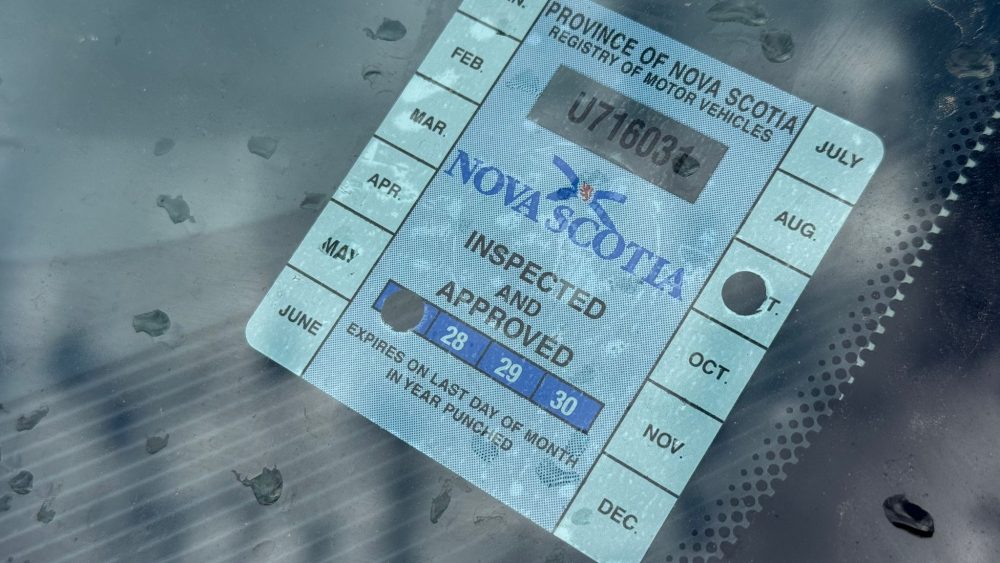 PROVINCE OF NOVA SCOTIA
REGISTRY OF MOTOR VEHICLES
U716031
NOVA SCOTIA
INSPECTED
AND
APPROVED
28 29 30
EXPIRES ON LAST DAY OF MONTH
IN YEAR PUNCHED
FEB.
MAR.
APR.
MAY
JUNE
JULY
AUG.
OCT.
NOV.
DEC.